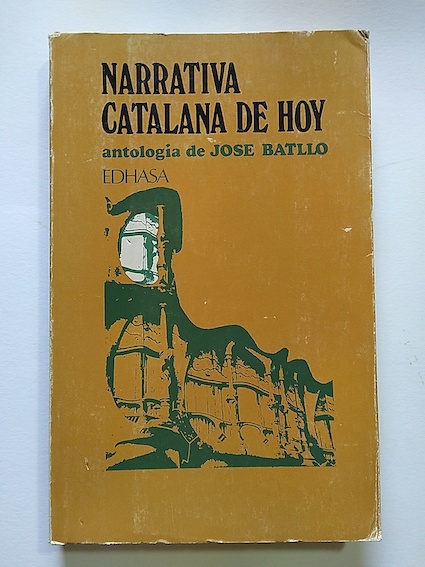 NARRATIVA
CATALANA DE HOY
antología de JOSE BATLLO
EDHASA